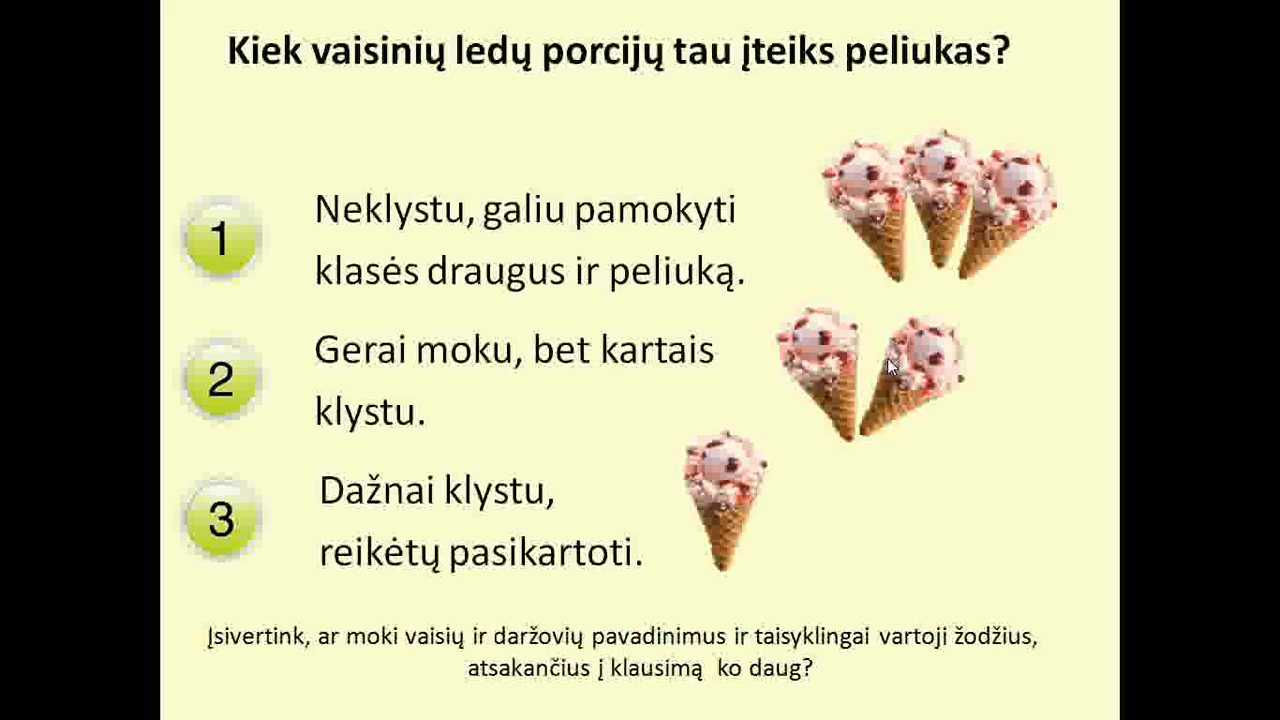 Kiek vaisinių ledų porcijų tau įteiks peliukas?
1
Neklystu, galiu pamokyti
klasės draugus ir peliuką.
2
Gerai moku, bet kartais
klystu.
3
Dažnai klystu,
reikėtų pasikartoti.
Įsivertink, ar moki vaisių ir daržovių pavadinimus ir taisyklingai vartoji žodžius,
atsakančius į klausimą ko daug?